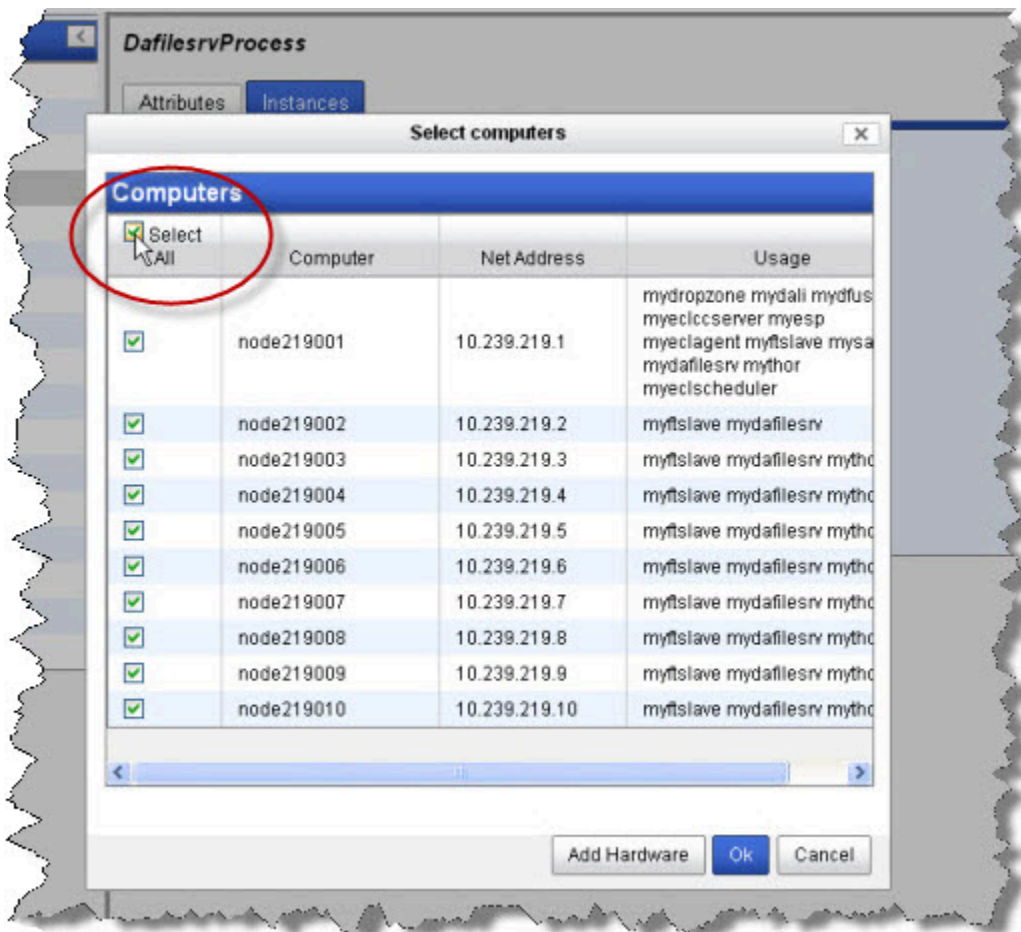 DafilesrvProcess
Attributes Instances
Select computers
Computers
Select
All Computer Net Address Usage
mydropzone mydali mydfus
myeclccserver myesp
node219001 10.239.219.1 myeclagent myftslave mysa
mydafilesrv mythor
myeclscheduler
node219002 10.239.219.2 myftslave mydafilesrv
node219003 10.239.219.3 myftslave mydafilesrv mytho
node219004 10.239.219.4 myftslave mydafilesrv mytho
node219005 10.239.219.5 myftslave mydafilesrv mytho
node219006 10.239.219.6 myftslave mydafilesrv mytho
node219007 10.239.219.7 myftslave mydafilesrv mytho
node219008 10.239.219.8 myftslave mydafilesrv mytho
node219009 10.239.219.9 myftslave mydafilesrv mytho
node219010 10.239.219.10 myftslave mydafilesrv mytho
Add Hardware Ok Cancel